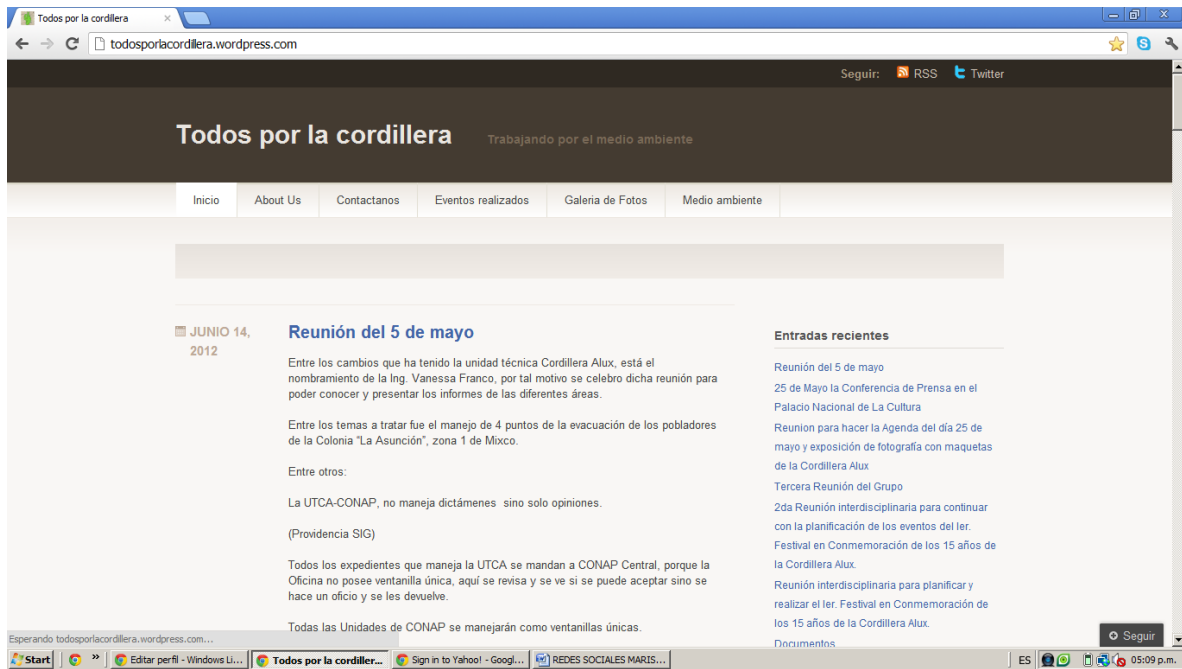 Todos por la cordillera
todosporlacordillera.wordpress.com
Seguir: RSS Twitter
Todos por la cordillera
Trabajando por el medio ambiente
Inicio About Us Contactanos Eventos realizados Galeria de Fotos Medio ambiente
JUNIO 14,
2012
Reunión del 5 de mayo
Entre los cambios que ha tenido la unidad técnica Cordillera Alux, está el
nombramiento de la Ing. Vanessa Franco, por tal motivo se celebro dicha reunión para
poder conocer y presentar los informes de las diferentes áreas.
Entre los temas a tratar fue el manejo de 4 puntos de la evacuación de los pobladores
de la Colonia "La Asunción", zona 1 de Mixco.
Entre otros:
La UTCA-CONAP, no maneja dictámenes sino solo opiniones.
(Providencia SIG)
Todos los expedientes que maneja la UTCA se mandan a CONAP Central, porque la
Oficina no posee ventanilla única, aquí se revisa y se ve si se puede aceptar sino se
hace un oficio y se les devuelve.
Todas las Unidades de CONAP se manejarán como ventanillas únicas.
Entradas recientes
Reunión del 5 de mayo
25 de Mayo la Conferencia de Prensa en el
Palacio Nacional de La Cultura
Reunion para hacer la Agenda del día 25 de
mayo y exposición de fotografía con maquetas
de la Cordillera Alux
Tercera Reunión del Grupo
2da Reunión interdisciplinaria para continuar
con la planificación de los eventos del Ier.
Festival en Conmemoración de los 15 años de
la Cordillera Alux.
Reunión interdisciplinaria para planificar y
realizar el Ier. Festival en Conmemoración de
los 15 años de la Cordillera Alux.
Documentos
Seguir
Esperando todosporlacordillera.wordpress.com...
Start » Editar perfil - Windows Li... Todos por la cordiller... Sign in to Yahoo! - Googl... REDES SOCIALES MARIS... ES 05:09 p.m.